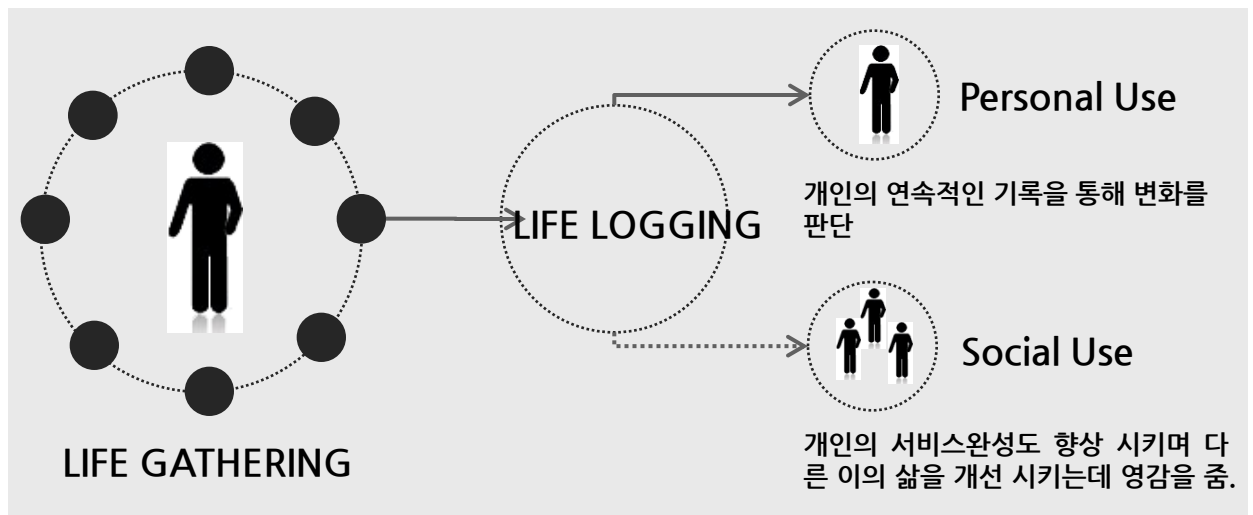 LIFE GATHERING
LIFE LOGGING
Personal Use
개인의 연속적인 기록을 통해 변화를
판단
Social Use
개인의 서비스완성도 향상 시키며 다
른 이의 삶을 개선 시키는데 영감을 줌.